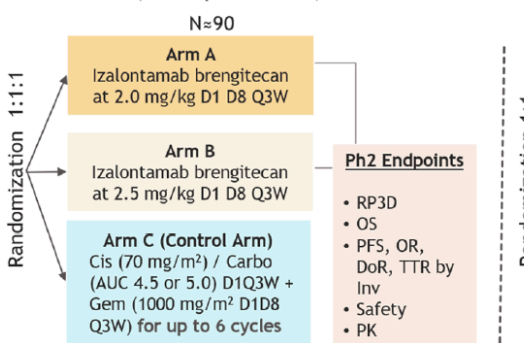 N≈90
Randomization 1:1:1
Arm A
Izalontamab brengitecan
at 2.0 mg/kg D1 D8 Q3W
Arm B
Izalontamab brengitecan
at 2.5 mg/kg D1 D8 Q3W
Arm C (Control Arm)
Cis (70 mg/m²) / Carbo
(AUC 4.5 or 5.0) D1Q3W +
Gem (1000 mg/m² D1D8
Q3W) for up to 6 cycles
Ph2 Endpoints
• RP3D
• OS
• PFS, OR,
DoR, TTR by
Inv
• Safety
• PK